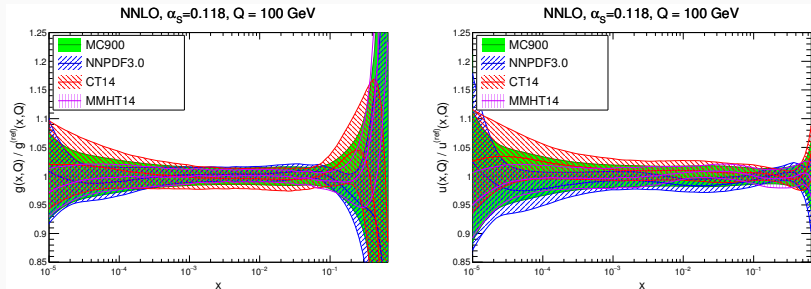 NNLO, α_S=0.118, Q = 100 GeV
1.25
1.2
1.15
1.1
1.05
1
0.95
0.9
0.85
g(x,Q) / g^(ref)(x,Q)
MC900
NNPDF3.0
CT14
MMHT14
10^-5
10^-4
10^-3
10^-2
10^-1
x
NNLO, α_S=0.118, Q = 100 GeV
1.25
1.2
1.15
1.1
1.05
1
0.95
0.9
0.85
u(x,Q) / u^(ref)(x,Q)
MC900
NNPDF3.0
CT14
MMHT14
10^-5
10^-4
10^-3
10^-2
10^-1
x